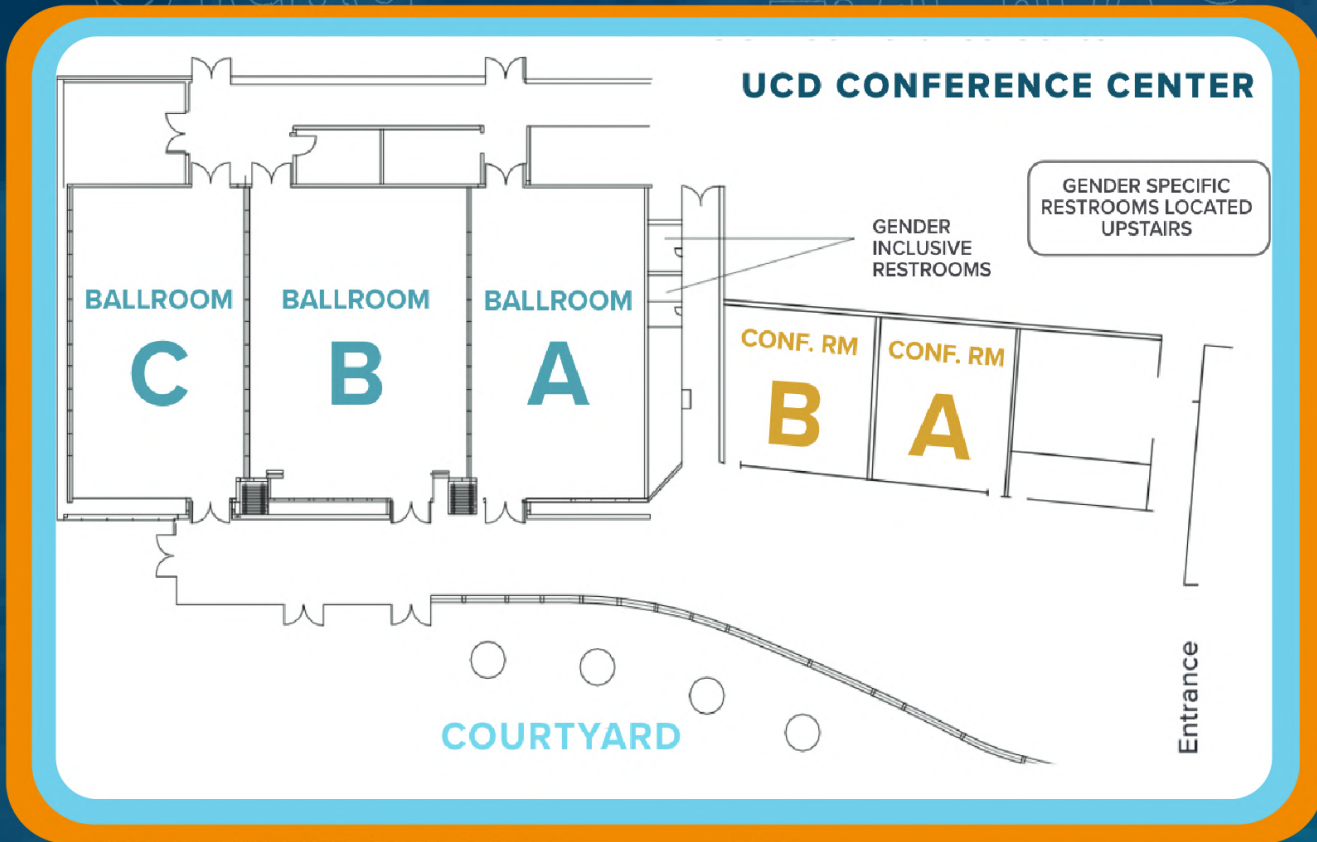 UCD CONFERENCE CENTER
GENDER SPECIFIC
RESTROOMS LOCATED
UPSTAIRS
GENDER
INCLUSIVE
RESTROOMS
BALLROOM
C
BALLROOM
B
BALLROOM
A
CONF. RM
B
CONF. RM
A
COURTYARD
Entrance